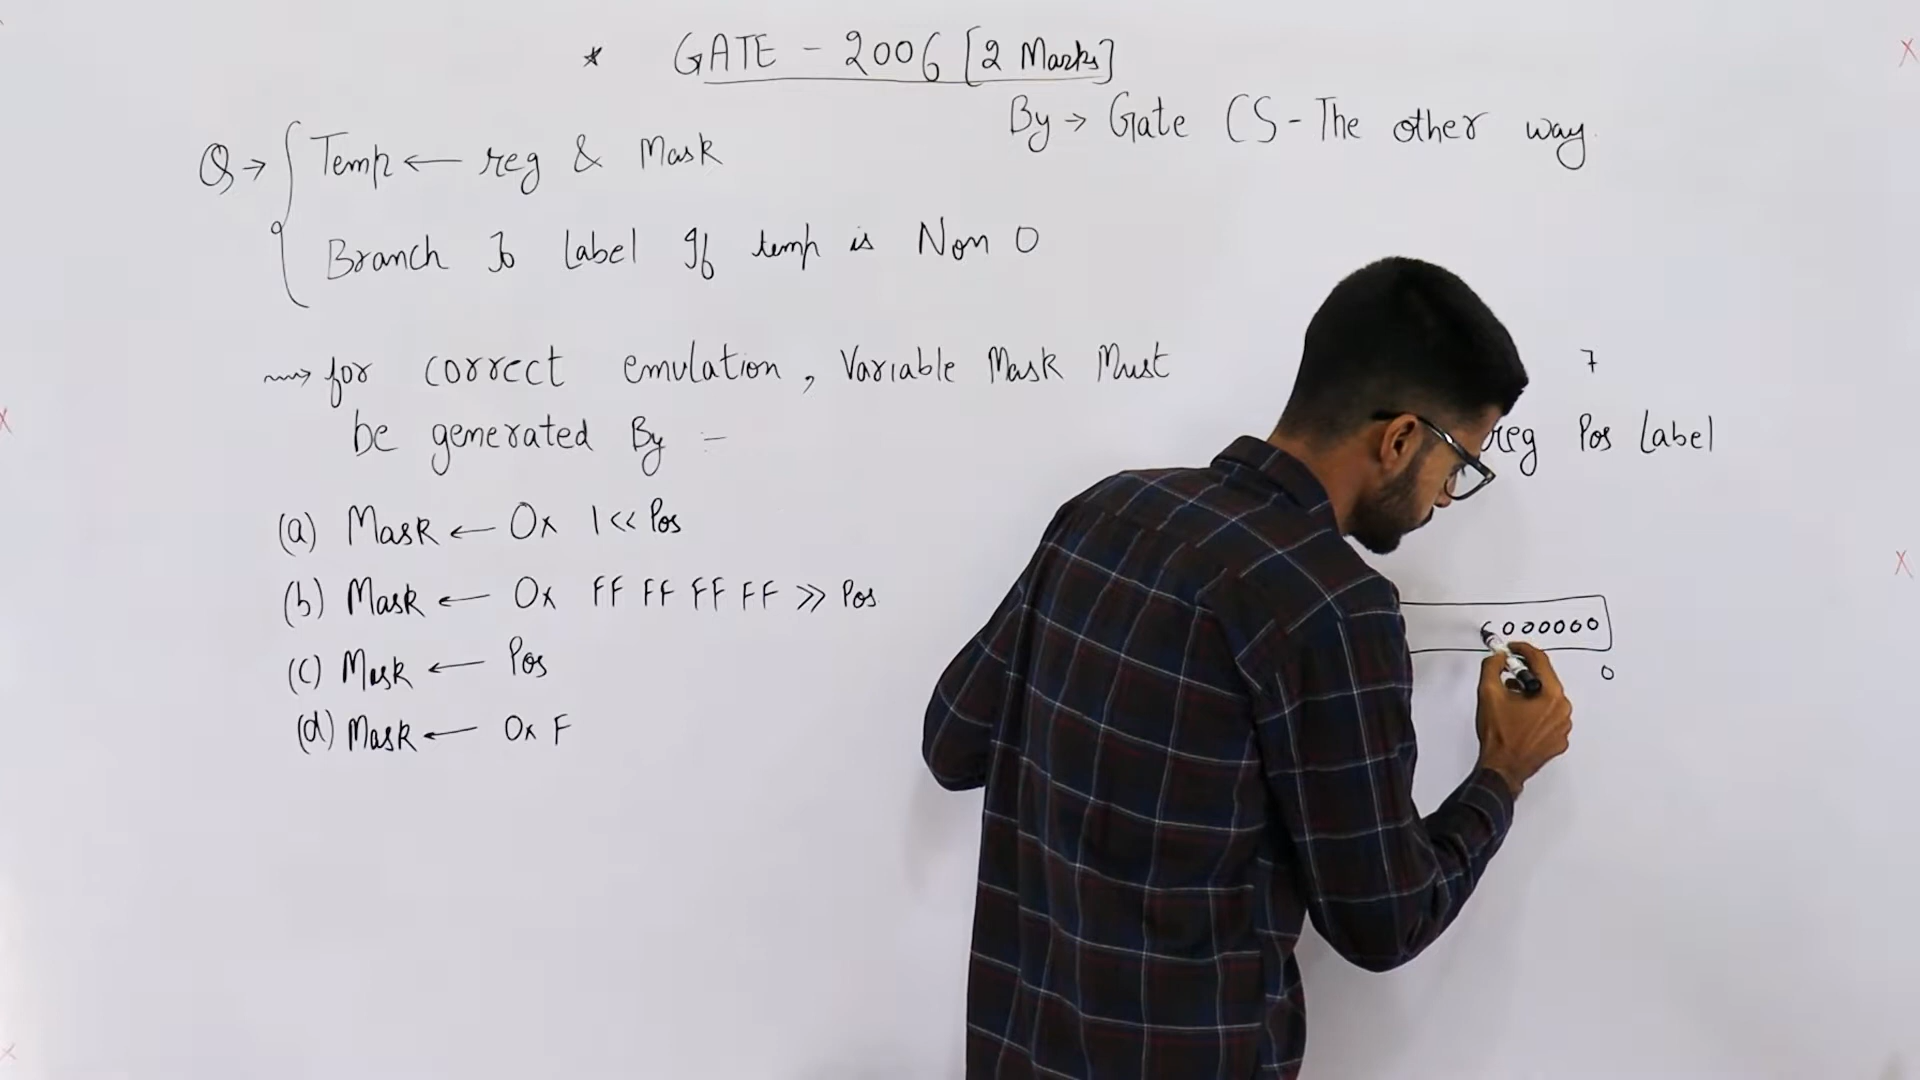 * GATE - 2006 [2 Marks]
By → Gate CS - The other way
Q → Temp ← reg & Mask
Branch To Label If temp is Non 0
for correct emulation, Variable Mask Must
be generated By =
(a) Mask ← 0x 1 << Pos
(b) Mask ← 0x FF FF FF FF >> Pos
(c) Mask ← Pos
(d) Mask ← 0x F
7
reg Pos Label
000000
0